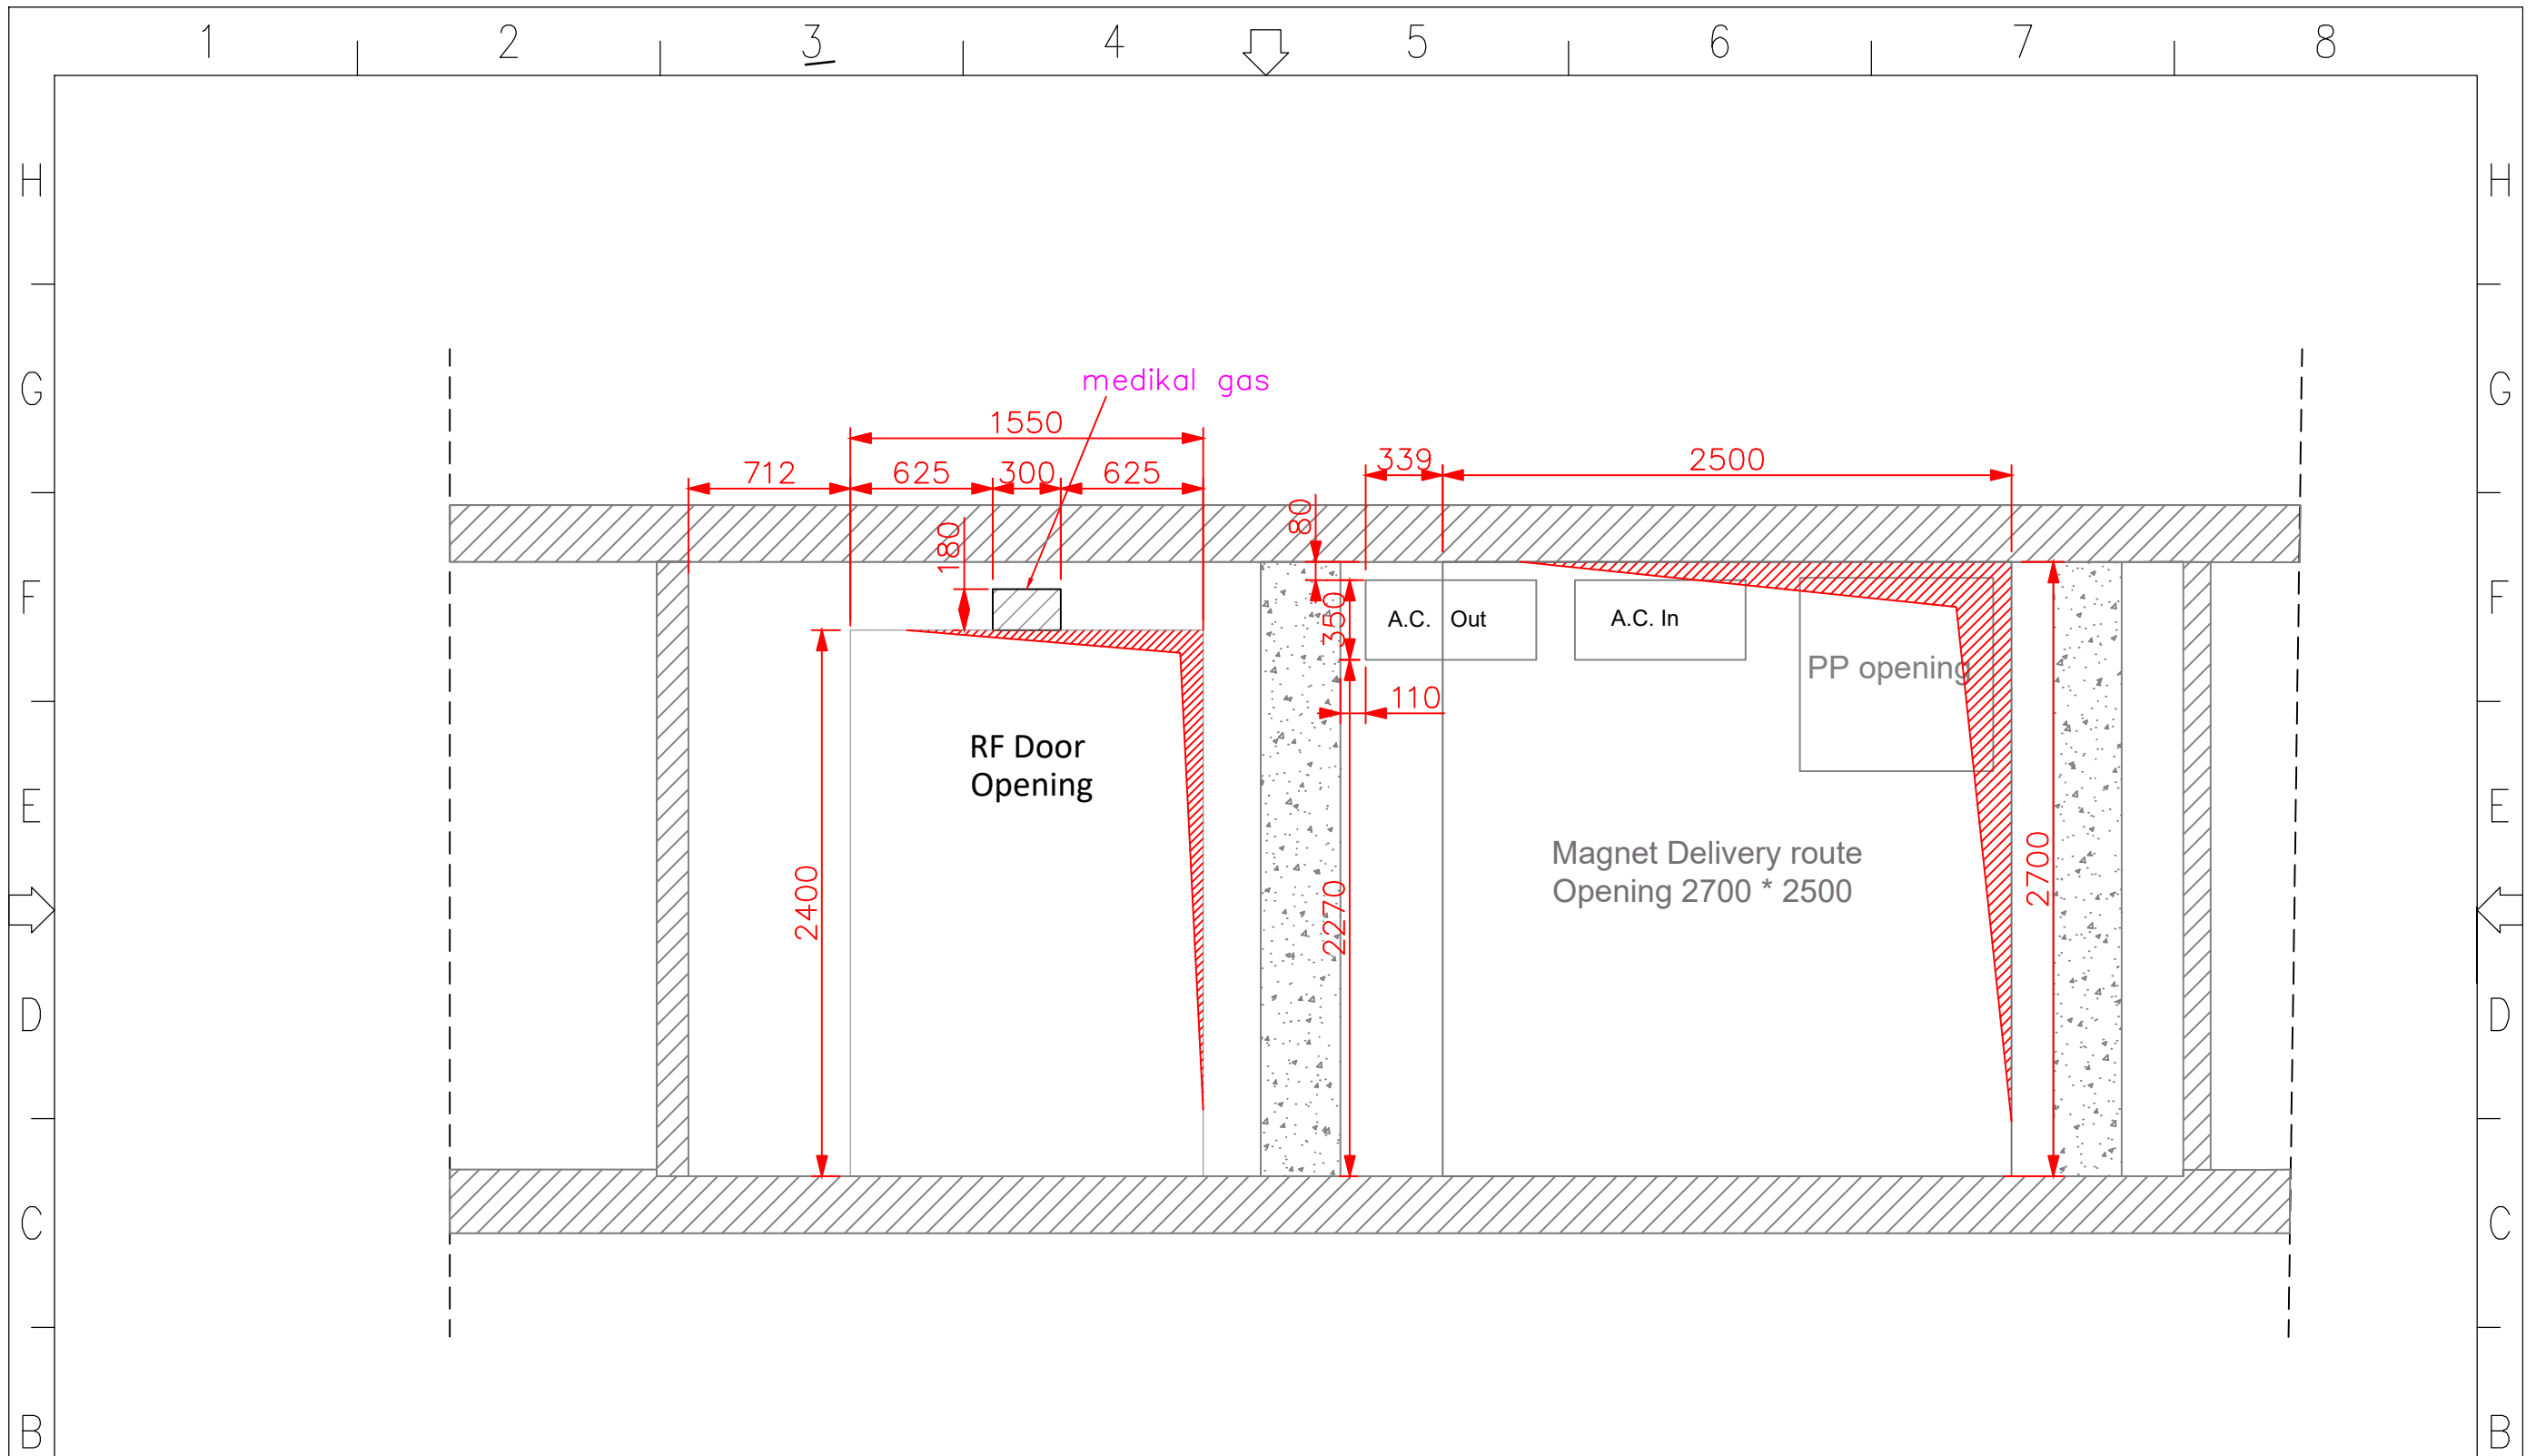 1 2 3 4 5 6 7 8
H H
G G
medikal gas
1550
712 625 300 625
339 2500
80
180
F F
350
A.C. Out
A.C. In
PP opening
110
RF Door
Opening
E E
Magnet Delivery route
Opening 2700 * 2500
2400
2270
2700
D D
C C
B B